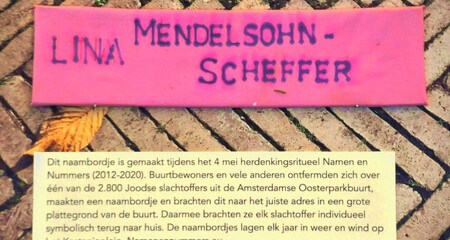 LINA MENDELSOHN-
SCHEFFER
Dit naambordje is gemaakt tijdens het 4 mei herdenkingsritueel Namen en
Nummers (2012-2020). Buurtbewoners en vele anderen ontfermden zich over
één van de 2.800 Joodse slachtoffers uit de Amsterdamse Oosterparkbuurt,
maakten een naambordje en brachten dit naar het juiste adres in een grote
plattegrond van de buurt. Daarmee brachten ze elk slachtoffer individueel
symbolisch terug naar huis. De naambordjes lagen elk jaar in weer en wind op
het